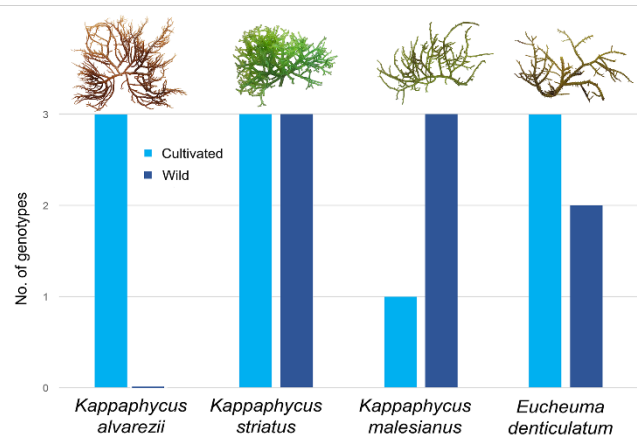 3
2
1
0
No. of genotypes
Cultivated
Wild
Kappaphycus
alvarezii
Kappaphycus
striatus
Kappaphycus
malesianus
Eucheuma
denticulatum